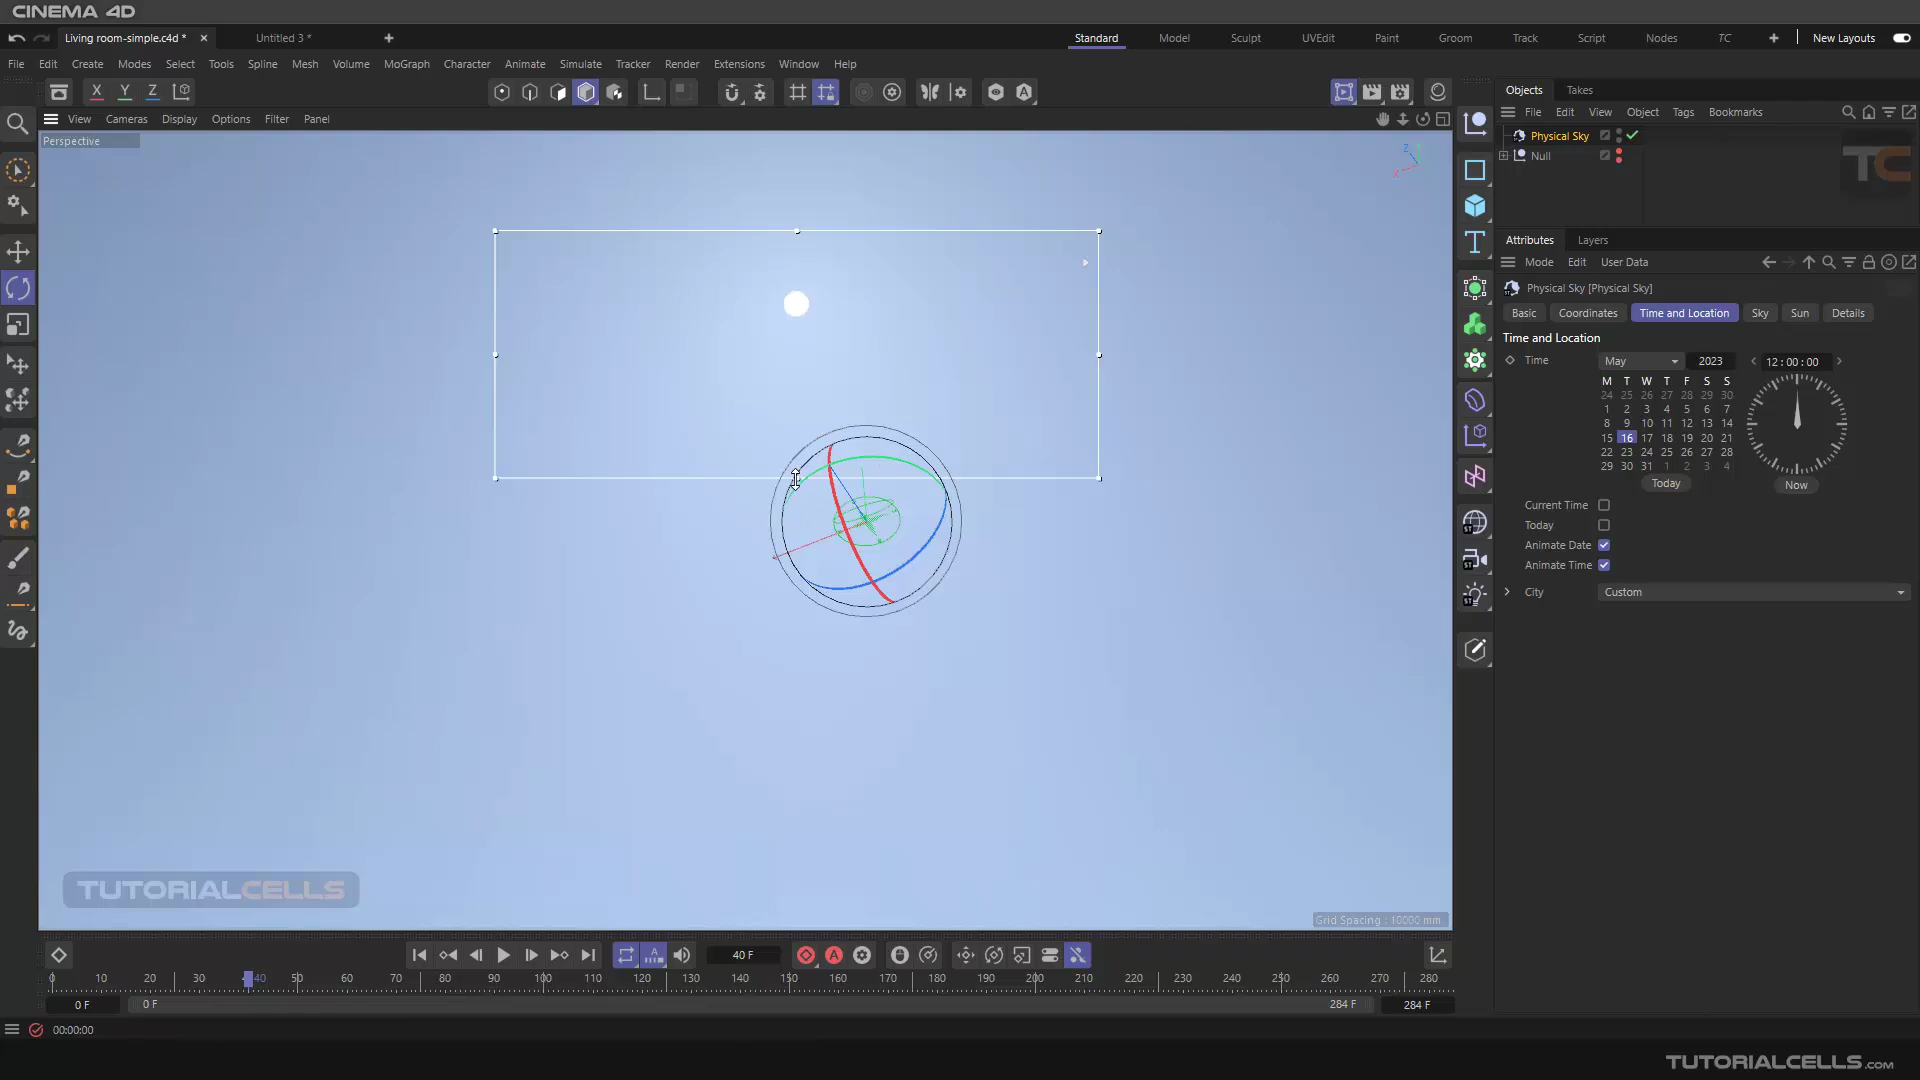 CINEMA 4D
Living room-simple.c4d * × Untitled 3 * + Standard Model Sculpt UVEdit Paint Groom Track Script Nodes TC + New Layouts
File Edit Create Modes Select Tools Spline Mesh Volume MoGraph Character Animate Simulate Tracker Render Extensions Window Help
X Y Z
Objects Takes
View Cameras Display Options Filter Panel
File Edit View Object Tags Bookmarks
Perspective
Physical Sky
Null
TC
Z Y X
Attributes Layers
Mode Edit User Data
Physical Sky [Physical Sky]
Basic Coordinates Time and Location Sky Sun Details
Time and Location
Time May 2023 12 : 00 : 00
M T W T F S S
24 25 26 27 28 29 30
1 2 3 4 5 6 7
8 9 10 11 12 13 14
15 16 17 18 19 20 21
22 23 24 25 26 27 28
29 30 31 1 2 3 4
Today Now
Current Time
Today
Animate Date
Animate Time
City Custom
TUTORIALCELLS
Grid Spacing : 10000 mm
40 F
0 10 20 30 40 50 60 70 80 90 100 110 120 130 140 150 160 170 180 190 200 210 220 230 240 250 260 270 280
0 F 0 F 284 F 284 F
00:00:00
TUTORIALCELLS.COM